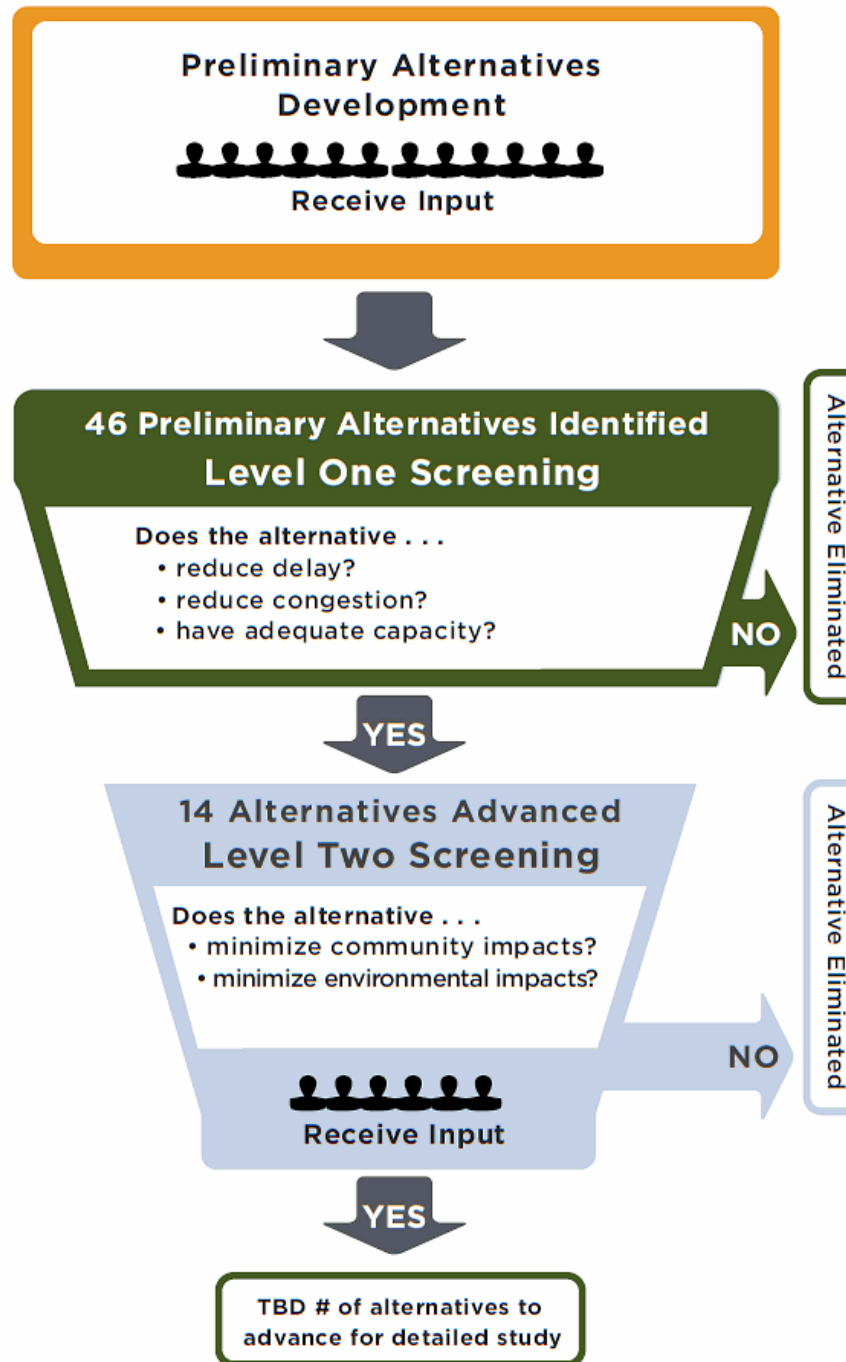 Preliminary Alternatives
Development
Receive Input
46 Preliminary Alternatives Identified
Level One Screening
Does the alternative . . .
• reduce delay?
• reduce congestion?
• have adequate capacity?
NO
Alternative Eliminated
YES
14 Alternatives Advanced
Level Two Screening
Does the alternative . . .
• minimize community impacts?
• minimize environmental impacts?
NO
Alternative Eliminated
Receive Input
YES
TBD # of alternatives to
advance for detailed study